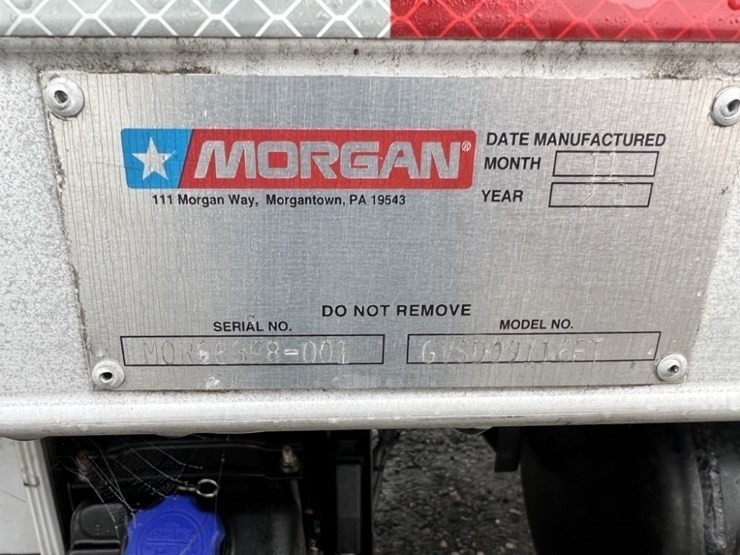 MORGAN®
111 Morgan Way, Morgantown, PA 19543
DATE MANUFACTURED
MONTH
YEAR
DO NOT REMOVE
SERIAL NO.
MODEL NO.